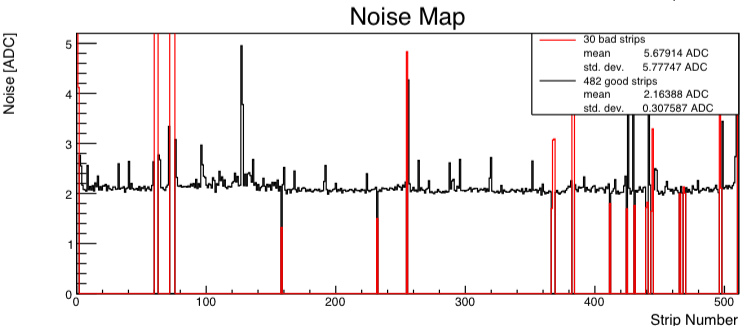 Noise Map
Noise [ADC]
5
4
3
2
1
0
30 bad strips
mean 5.67914 ADC
std. dev. 5.77747 ADC
482 good strips
mean 2.16388 ADC
std. dev. 0.307587 ADC
0 100 200 300 400 500
Strip Number